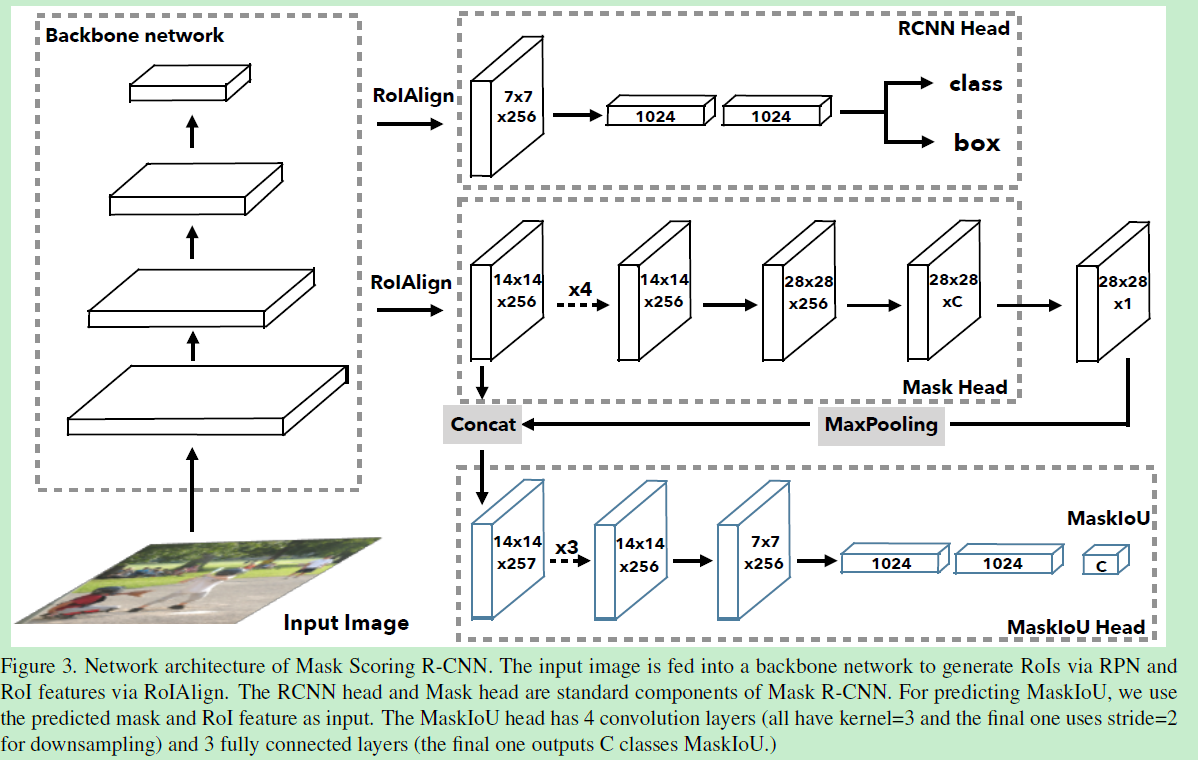 Backbone network
RCNN Head
RoIAlign
7x7
x256
1024
1024
class
box
RoIAlign
14x14
x256
x4
14x14
x256
28x28
x256
28x28
xC
28x28
x1
Mask Head
Concat
MaxPooling
14x14
x257
x3
14x14
x256
7x7
x256
1024
1024
MaskIoU
C
MaskIoU Head
Input Image
Figure 3. Network architecture of Mask Scoring R-CNN. The input image is fed into a backbone network to generate RoIs via RPN and
RoI features via RoIAlign. The RCNN head and Mask head are standard components of Mask R-CNN. For predicting MaskIoU, we use
the predicted mask and RoI feature as input. The MaskIoU head has 4 convolution layers (all have kernel=3 and the final one uses stride=2
for downsampling) and 3 fully connected layers (the final one outputs C classes MaskIoU.)